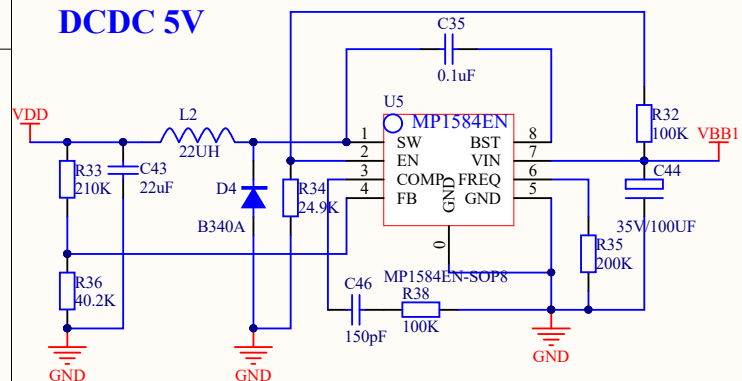 DCDC 5V
C35
0.1uF
U5
MP1584EN
VDD
L2
22UH
R33
210K
C43
22uF
D4
B340A
R34
24.9K
1
SW
2
EN
3
COMP
4
FB
GND
0
BST
8
VIN
7
FREQ
6
GND
5
R32
100K
VBB1
C44
35V/100UF
R35
200K
MP1584EN-SOP8
R36
40.2K
C46
150pF
R38
100K
GND
GND
GND